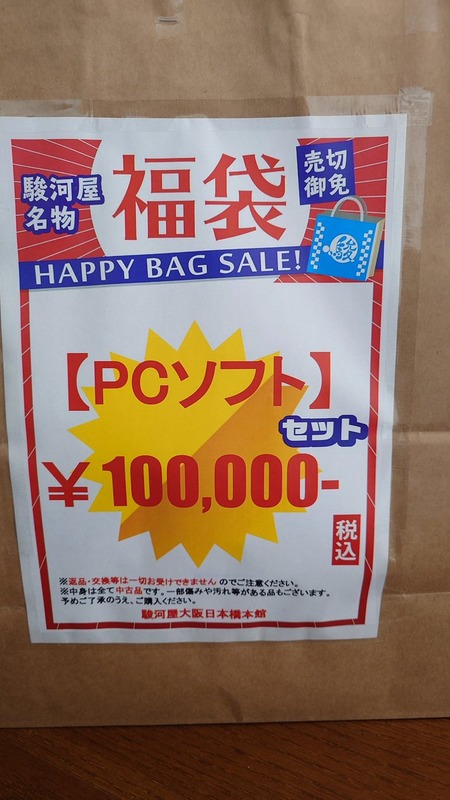 駿河屋
名物
福袋
売切
御免
HAPPY BAG SALE!
【PCソフト】
セット
¥100,000-
税込
※返品・交換等は一切お受けできませんのでご注意ください。
※中身は全て中古品です。一部傷みや汚れ等がある品もございます。
予めご了承のうえ、ご購入ください。
駿河屋大阪日本橋本館